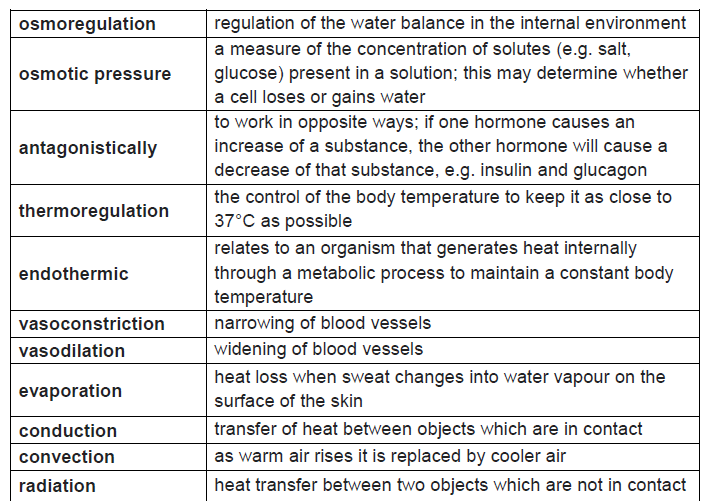 osmoregulation regulation of the water balance in the internal environment
osmotic pressure a measure of the concentration of solutes (e.g. salt,
glucose) present in a solution; this may determine whether
a cell loses or gains water
antagonistically to work in opposite ways; if one hormone causes an
increase of a substance, the other hormone will cause a
decrease of that substance, e.g. insulin and glucagon
thermoregulation the control of the body temperature to keep it as close to
37°C as possible
endothermic relates to an organism that generates heat internally
through a metabolic process to maintain a constant body
temperature
vasoconstriction narrowing of blood vessels
vasodilation widening of blood vessels
evaporation heat loss when sweat changes into water vapour on the
surface of the skin
conduction transfer of heat between objects which are in contact
convection as warm air rises it is replaced by cooler air
radiation heat transfer between two objects which are not in contact